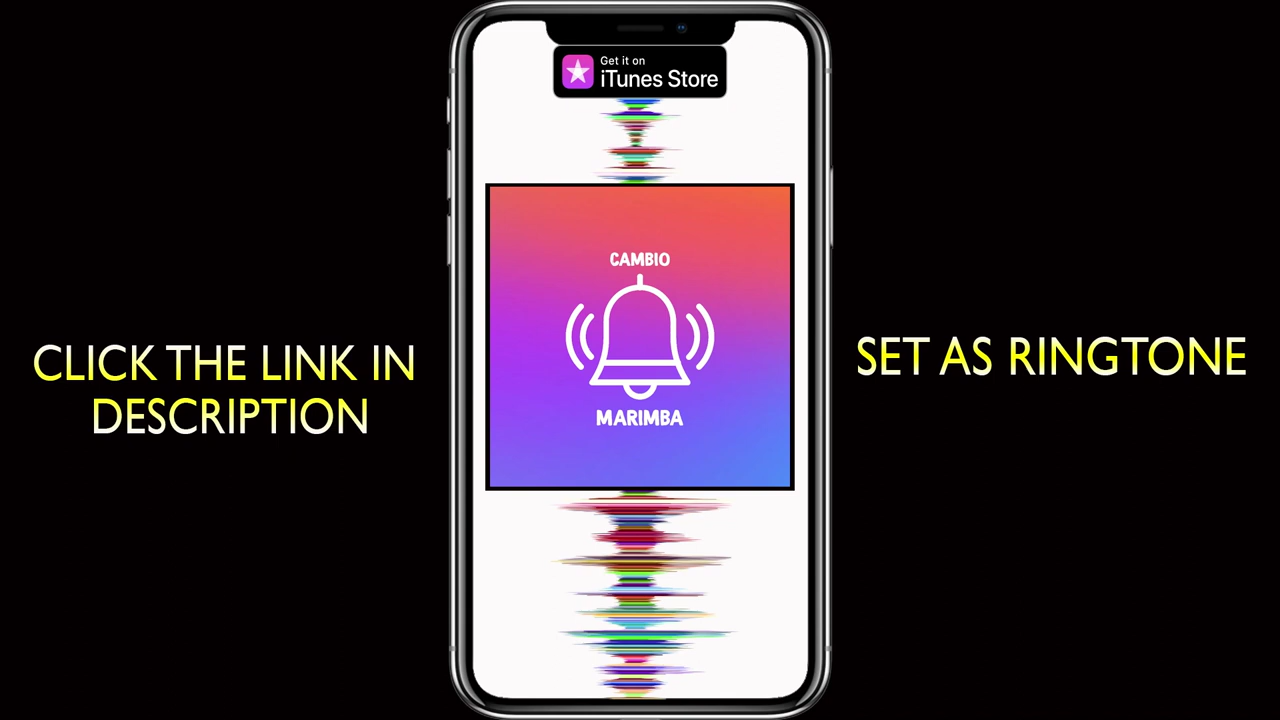 Get it on
iTunes Store
CAMBIO
MARIMBA
CLICK THE LINK IN
DESCRIPTION
SET AS RINGTONE